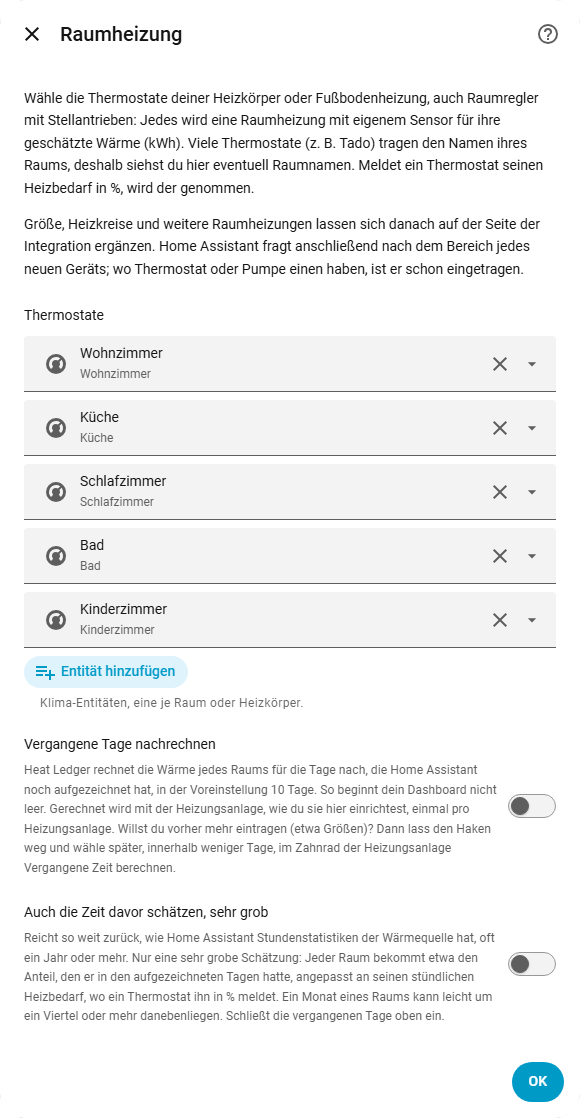 Raumheizung
Wähle die Thermostate deiner Heizkörper oder Fußbodenheizung, auch Raumregler
mit Stellantrieben: Jedes wird eine Raumheizung mit eigenem Sensor für ihre
geschätzte Wärme (kWh). Viele Thermostate (z. B. Tado) tragen den Namen ihres
Raums, deshalb siehst du hier eventuell Raumnamen. Meldet ein Thermostat seinen
Heizbedarf in %, wird der genommen.
Größe, Heizkreise und weitere Raumheizungen lassen sich danach auf der Seite der
Integration ergänzen. Home Assistant fragt anschließend nach dem Bereich jedes
neuen Geräts; wo Thermostat oder Pumpe einen haben, ist er schon eingetragen.
Thermostate
Wohnzimmer
Wohnzimmer
Küche
Küche
Schlafzimmer
Schlafzimmer
Bad
Bad
Kinderzimmer
Kinderzimmer
Entität hinzufügen
Klima-Entitäten, eine je Raum oder Heizkörper.
Vergangene Tage nachrechnen
Heat Ledger rechnet die Wärme jedes Raums für die Tage nach, die Home Assistant
noch aufgezeichnet hat, in der Voreinstellung 10 Tage. So beginnt dein Dashboard nicht
leer. Gerechnet wird mit der Heizungsanlage, wie du sie hier einrichtest, einmal pro
Heizungsanlage. Willst du vorher mehr eintragen (etwa Größen)? Dann lass den Haken
weg und wähle später, innerhalb weniger Tage, im Zahnrad der Heizungsanlage
Vergangene Zeit berechnen.
Auch die Zeit davor schätzen, sehr grob
Reicht so weit zurück, wie Home Assistant Stundenstatistiken der Wärmequelle hat, oft
ein Jahr oder mehr. Nur eine sehr grobe Schätzung: Jeder Raum bekommt etwa den
Anteil, den er in den aufgezeichneten Tagen hatte, angepasst an seinen stündlichen
Heizbedarf, wo ein Thermostat ihn in % meldet. Ein Monat eines Raums kann leicht um
ein Viertel oder mehr danebenliegen. Schließt die vergangenen Tage oben ein.
OK